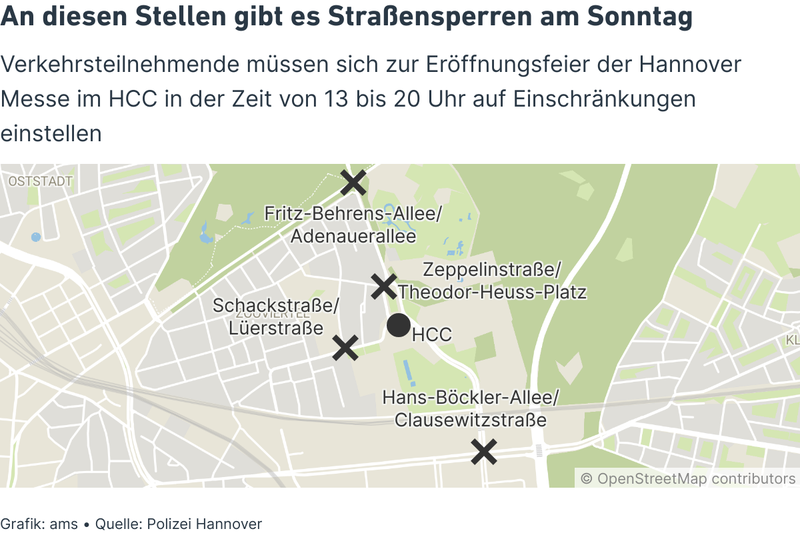 An diesen Stellen gibt es Straßensperren am Sonntag
Verkehrsteilnehmende müssen sich zur Eröffnungsfeier der Hannover
Messe im HCC in der Zeit von 13 bis 20 Uhr auf Einschränkungen
einstellen
OSTSTADT
Fritz-Behrens-Allee/
Adenauerallee
Zeppelinstraße/
Theodor-Heuss-Platz
Schackstraße/
ZOOVIERTEL
Lüerstraße
HCC
KL
Hans-Böckler-Allee/
Clausewitzstraße
© OpenStreetMap contributors
Grafik: ams • Quelle: Polizei Hannover